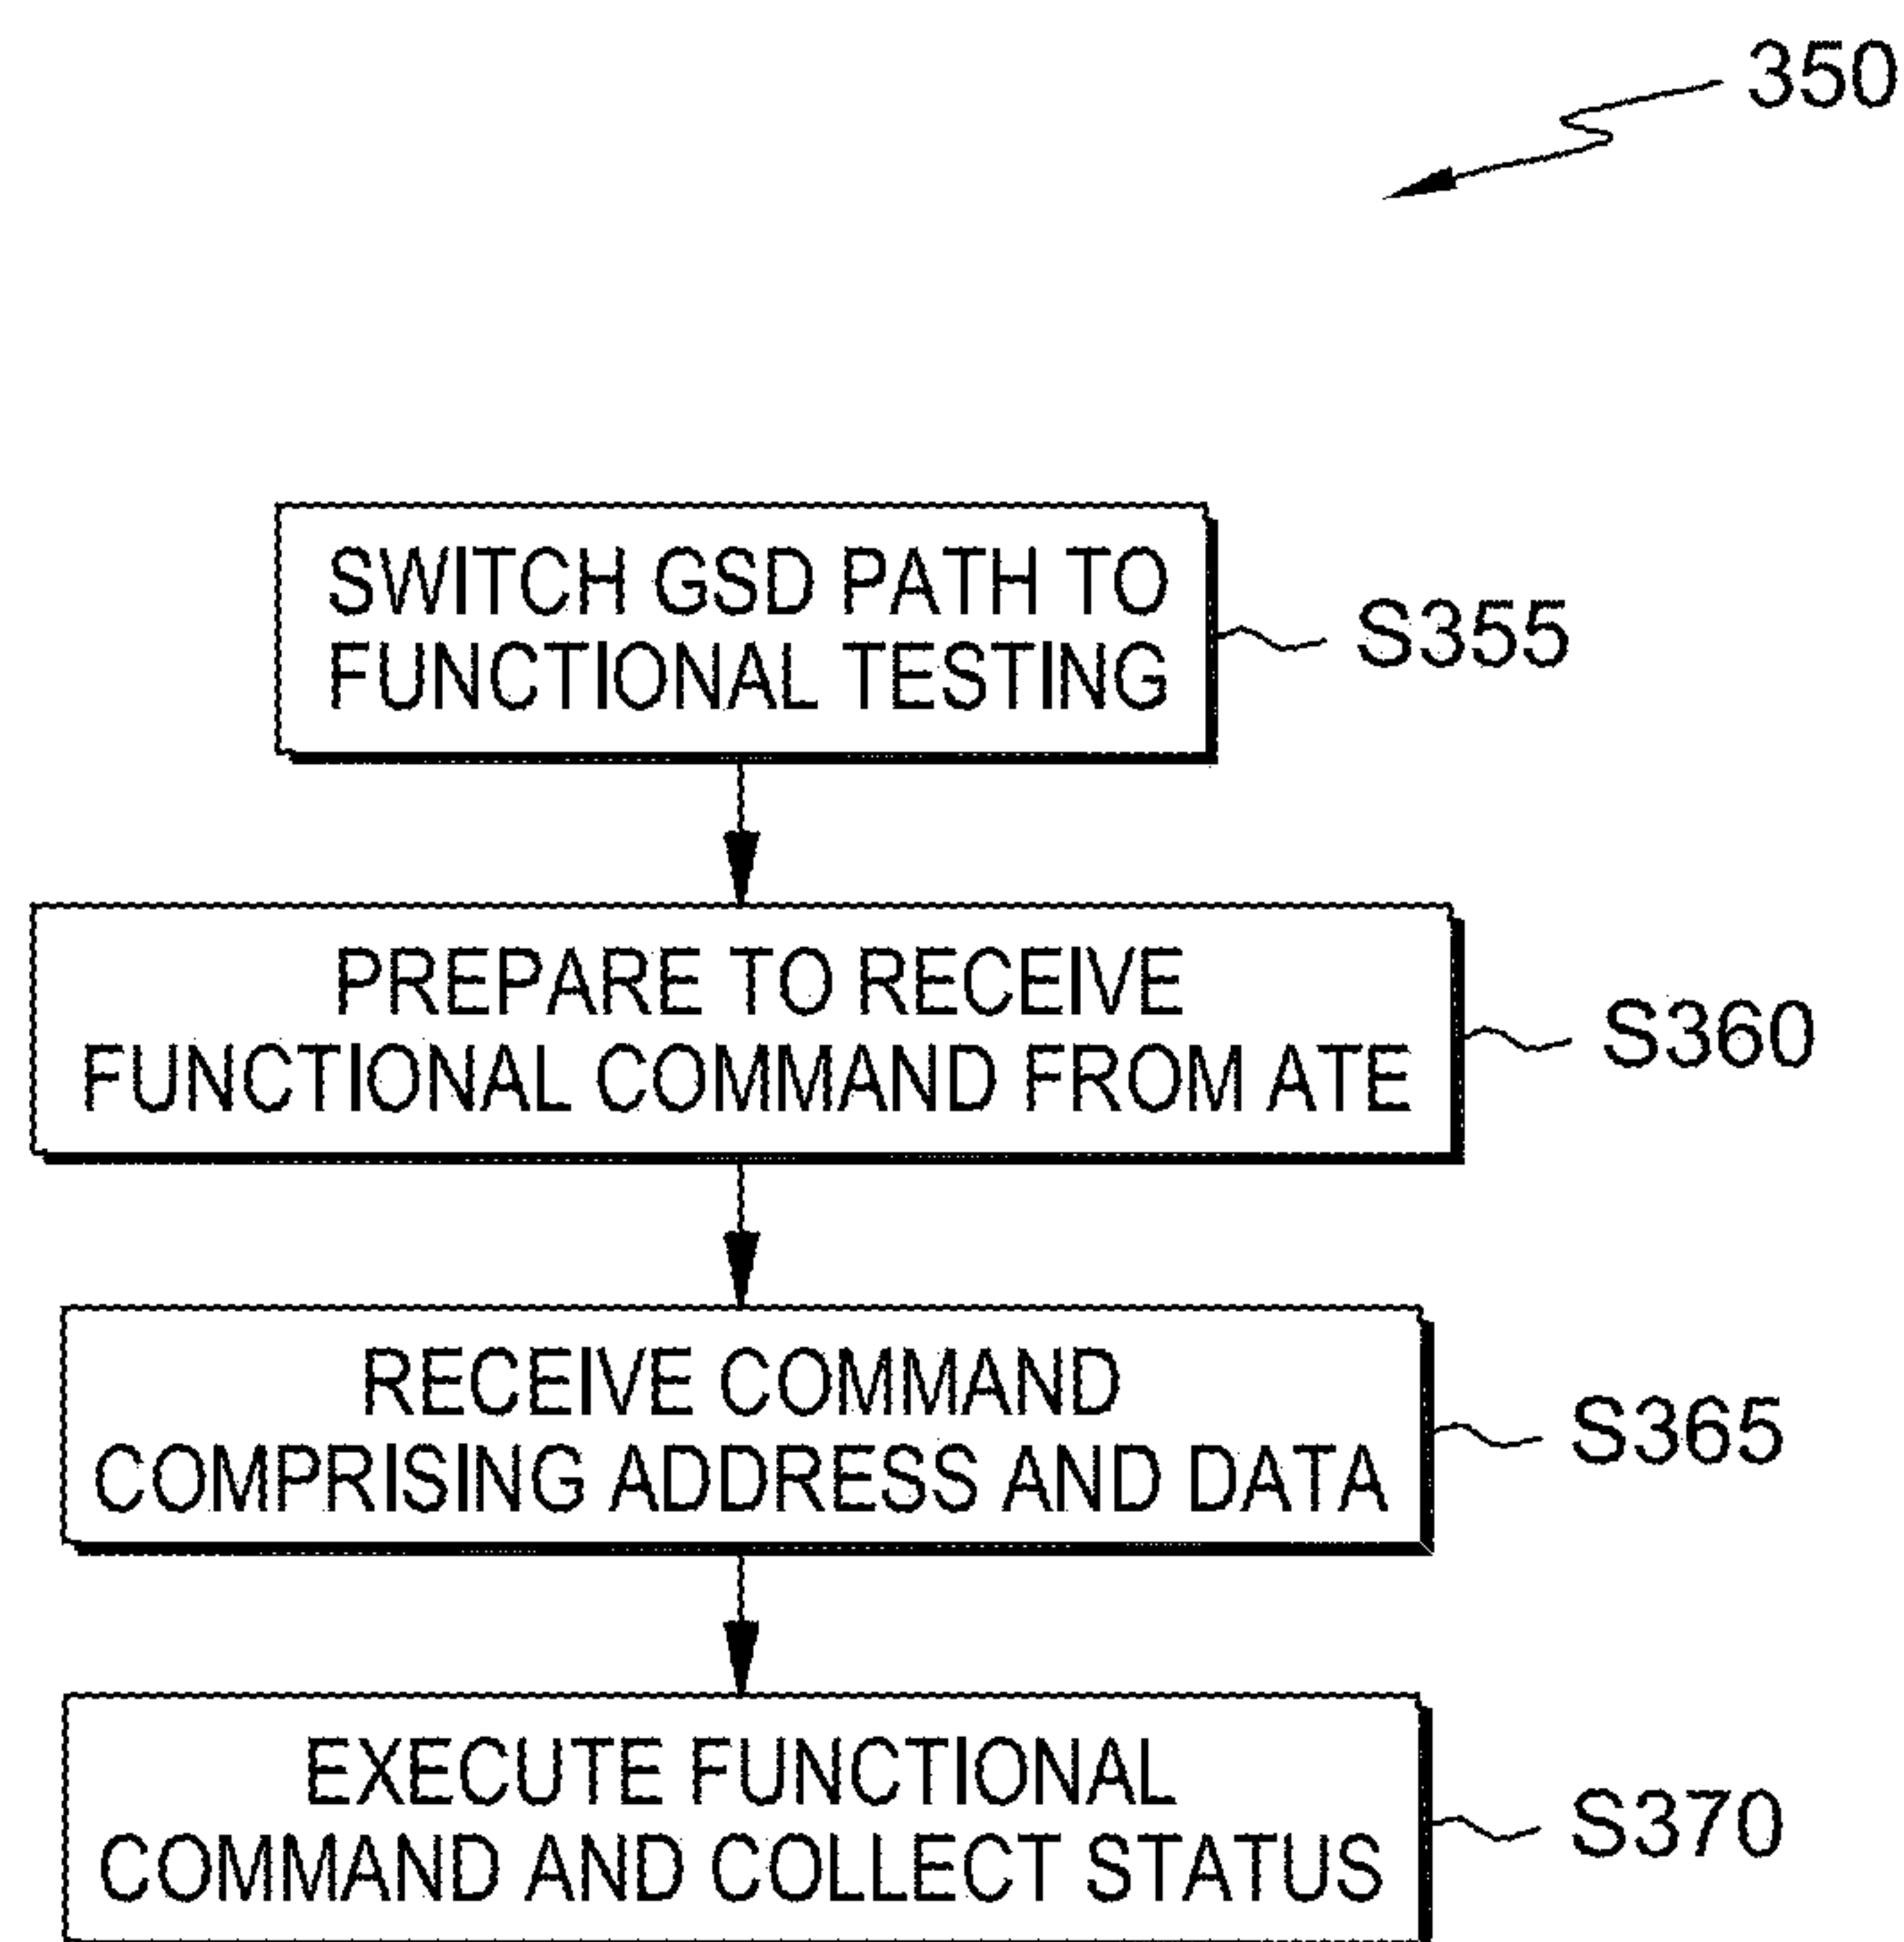 350
SWITCH GSD PATH TO
FUNCTIONAL TESTING
S355
PREPARE TO RECEIVE
FUNCTIONAL COMMAND FROM ATE
S360
RECEIVE COMMAND
COMPRISING ADDRESS AND DATA
S365
EXECUTE FUNCTIONAL
COMMAND AND COLLECT STATUS
S370